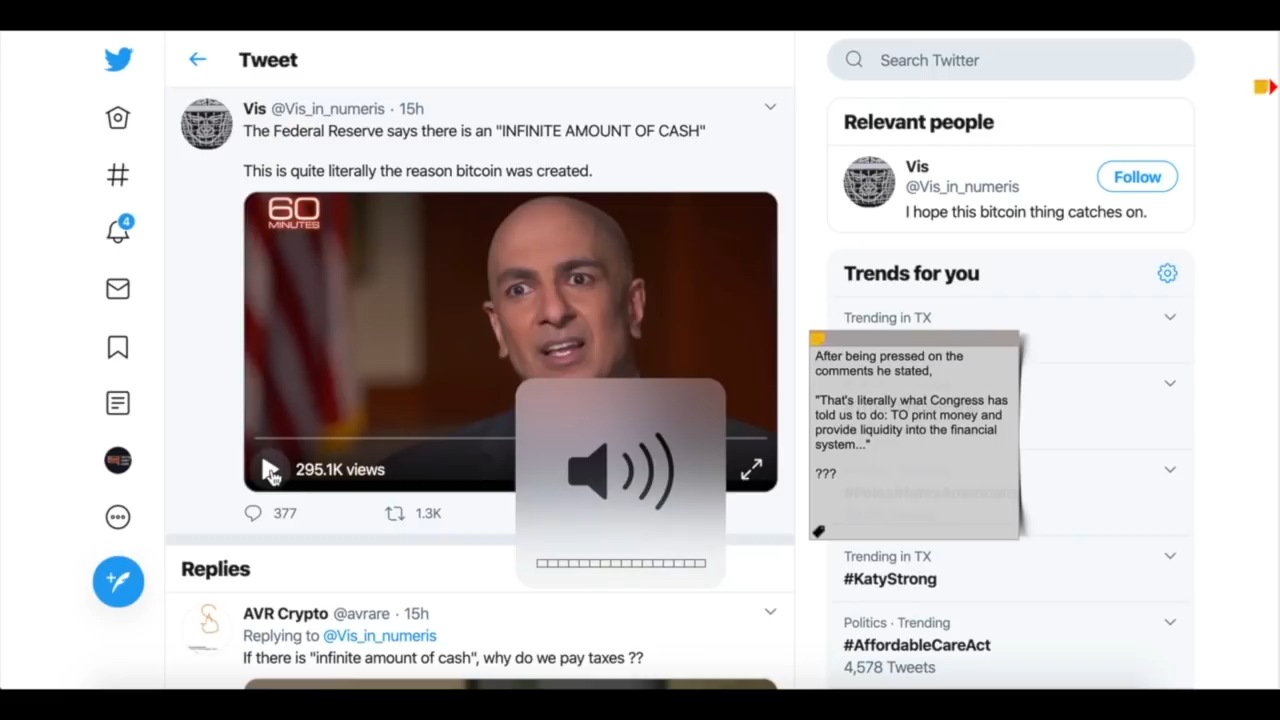 Tweet
Search Twitter
Vis @Vis_in_numeris · 15h
The Federal Reserve says there is an "INFINITE AMOUNT OF CASH"
This is quite literally the reason bitcoin was created.
60
MINUTES
295.1K views
377
1.3K
Replies
AVR Crypto @avrare · 15h
Replying to @Vis_in_numeris
If there is "infinite amount of cash", why do we pay taxes ??
4
Relevant people
Vis
@Vis_in_numeris
Follow
I hope this bitcoin thing catches on.
Trends for you
Trending in TX
After being pressed on the
comments he stated,
"That's literally what Congress has
told us to do: TO print money and
provide liquidity into the financial
system..."
???
Trending in TX
#KatyStrong
Politics · Trending
#AffordableCareAct
4,578 Tweets